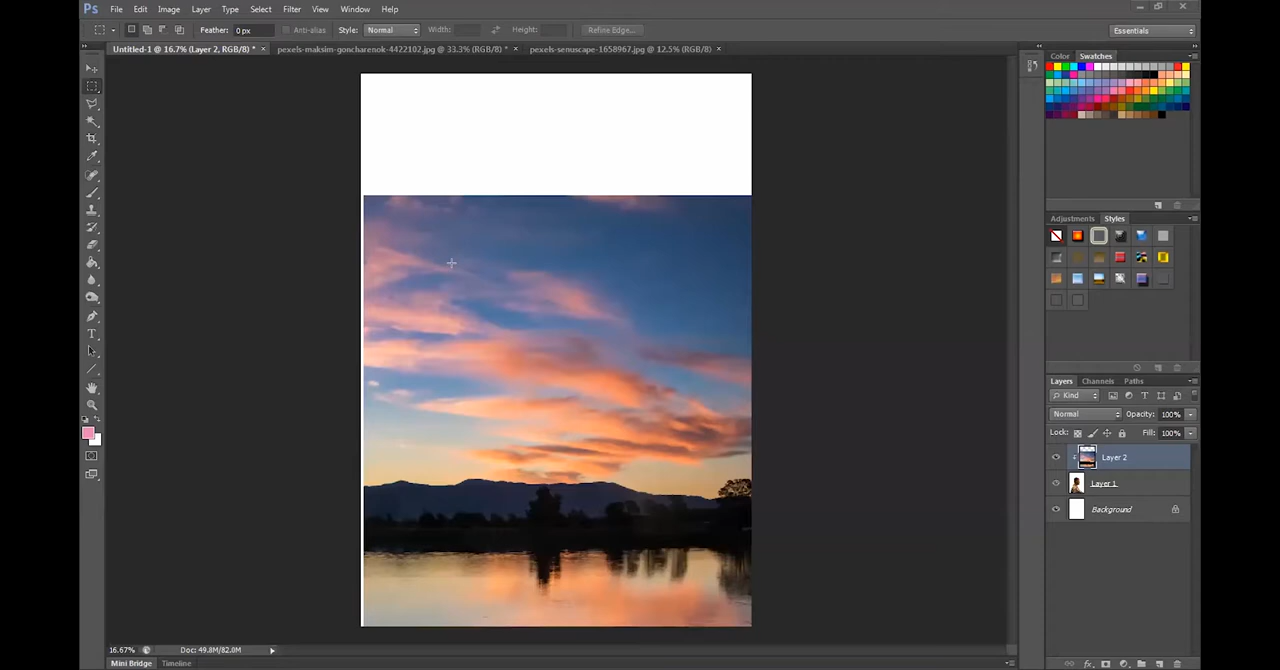 Ps File Edit Image Layer Type Select Filter View Window Help
Feather: 0 px Anti-alias Style: Normal Width: Height: Refine Edge... Essentials
Untitled-1 @ 16.7% (Layer 2, RGB/8) * × pexels-maksim-goncharenok-4422102.jpg @ 33.3% (RGB/8) * × pexels-senuscape-1658967.jpg @ 12.5% (RGB/8) ×
Color Swatches
Adjustments Styles
Layers Channels Paths
Kind
Normal Opacity: 100%
Lock: Fill: 100%
Layer 2
Layer 1
Background
16.67% Doc: 49.8M/82.0M
Mini Bridge Timeline